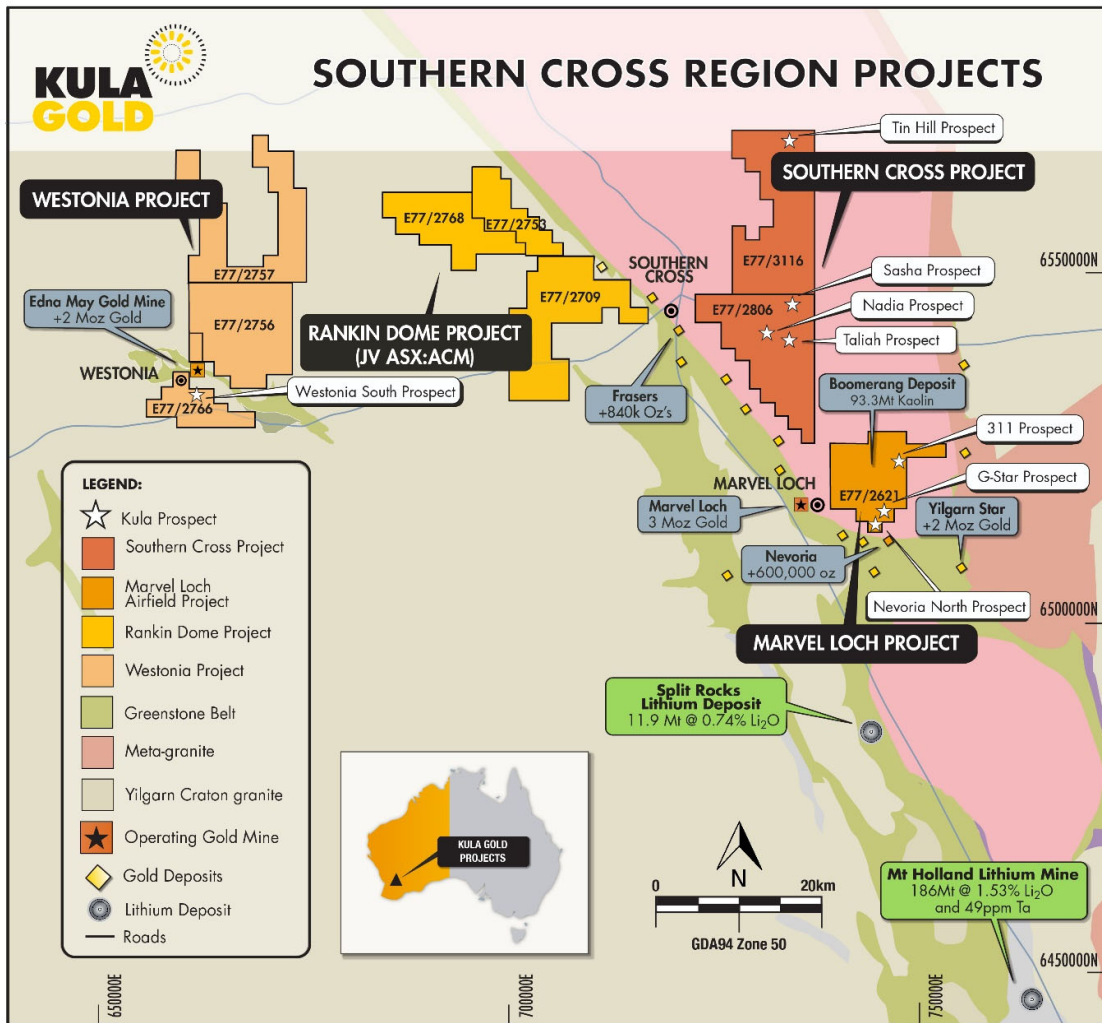 KULA
GOLD
SOUTHERN CROSS REGION PROJECTS
Tin Hill Prospect
WESTONIA PROJECT
SOUTHERN CROSS PROJECT
E77/2768
E77/2753
E77/3116
E77/2757
SOUTHERN
CROSS
Sasha Prospect
6550000N
Edna May Gold Mine
+2 Moz Gold
E77/2756
RANKIN DOME PROJECT
(JV ASX:ACM)
E77/2709
E77/2806
Nadia Prospect
Taliah Prospect
WESTONIA
Westonia South Prospect
E77/2766
Frasers
+840k Oz's
Boomerang Deposit
93.3Mt Kaolin
311 Prospect
MARVEL LOCH
E77/2621
G-Star Prospect
Marvel Loch
3 Moz Gold
Yilgarn Star
+2 Moz Gold
Nevoria
+600,000 oz
Nevoria North Prospect
6500000N
MARVEL LOCH PROJECT
LEGEND:
Kula Prospect
Southern Cross Project
Marvel Loch
Airfield Project
Rankin Dome Project
Westonia Project
Greenstone Belt
Meta-granite
Yilgarn Craton granite
Operating Gold Mine
Gold Deposits
Lithium Deposit
Roads
Split Rocks
Lithium Deposit
11.9 Mt @ 0.74% Li₂O
KULA GOLD
PROJECTS
N
0 20km
GDA94 Zone 50
Mt Holland Lithium Mine
186Mt @ 1.53% Li₂O
and 49ppm Ta
6450000N
650000E
700000E
750000E